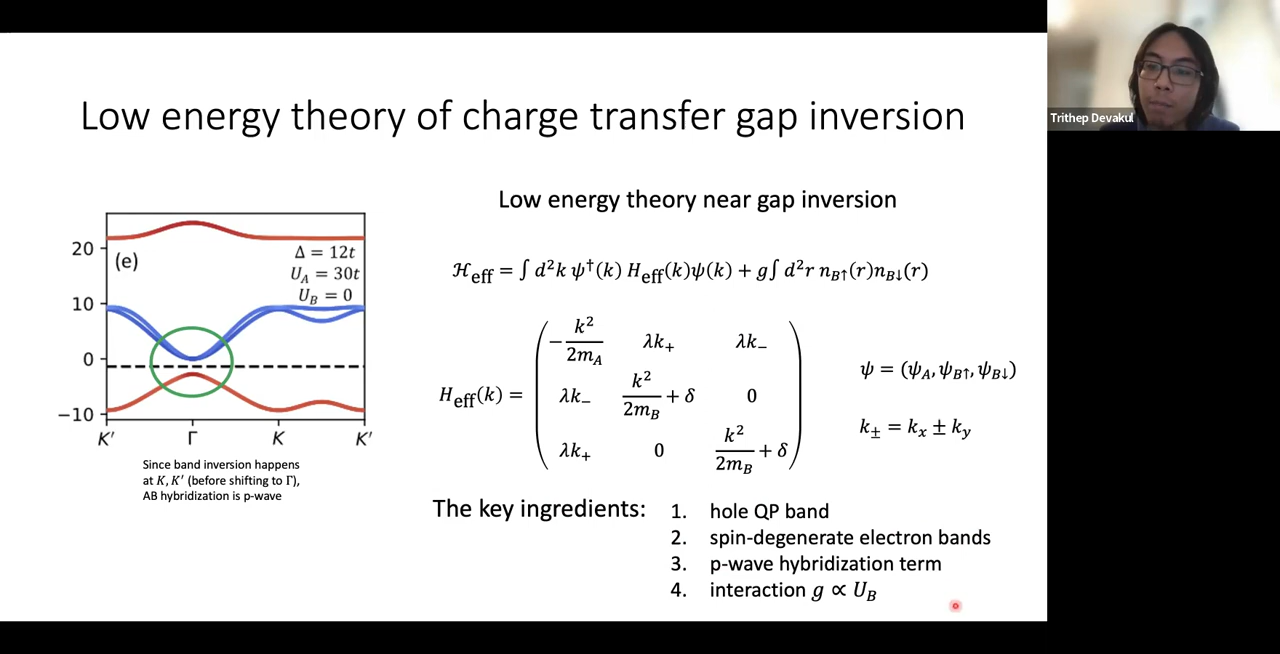 Low energy theory of charge transfer gap inversion
Trithep Devakul
20
10
0
−10
(e)
Δ = 12t
U_A = 30t
U_B = 0
K' Γ K K'
Since band inversion happens
at K, K' (before shifting to Γ),
AB hybridization is p-wave
Low energy theory near gap inversion
ℋ_eff = ∫ d²k ψ†(k) H_eff(k)ψ(k) + g∫ d²r n_B↑(r)n_B↓(r)
H_eff(k) =
−k²/2m_A λk₊ λk₋
λk₋ k²/2m_B + δ 0
λk₊ 0 k²/2m_B + δ
ψ = (ψ_A, ψ_B↑, ψ_B↓)
k± = k_x ± k_y
The key ingredients:
1. hole QP band
2. spin-degenerate electron bands
3. p-wave hybridization term
4. interaction g ∝ U_B